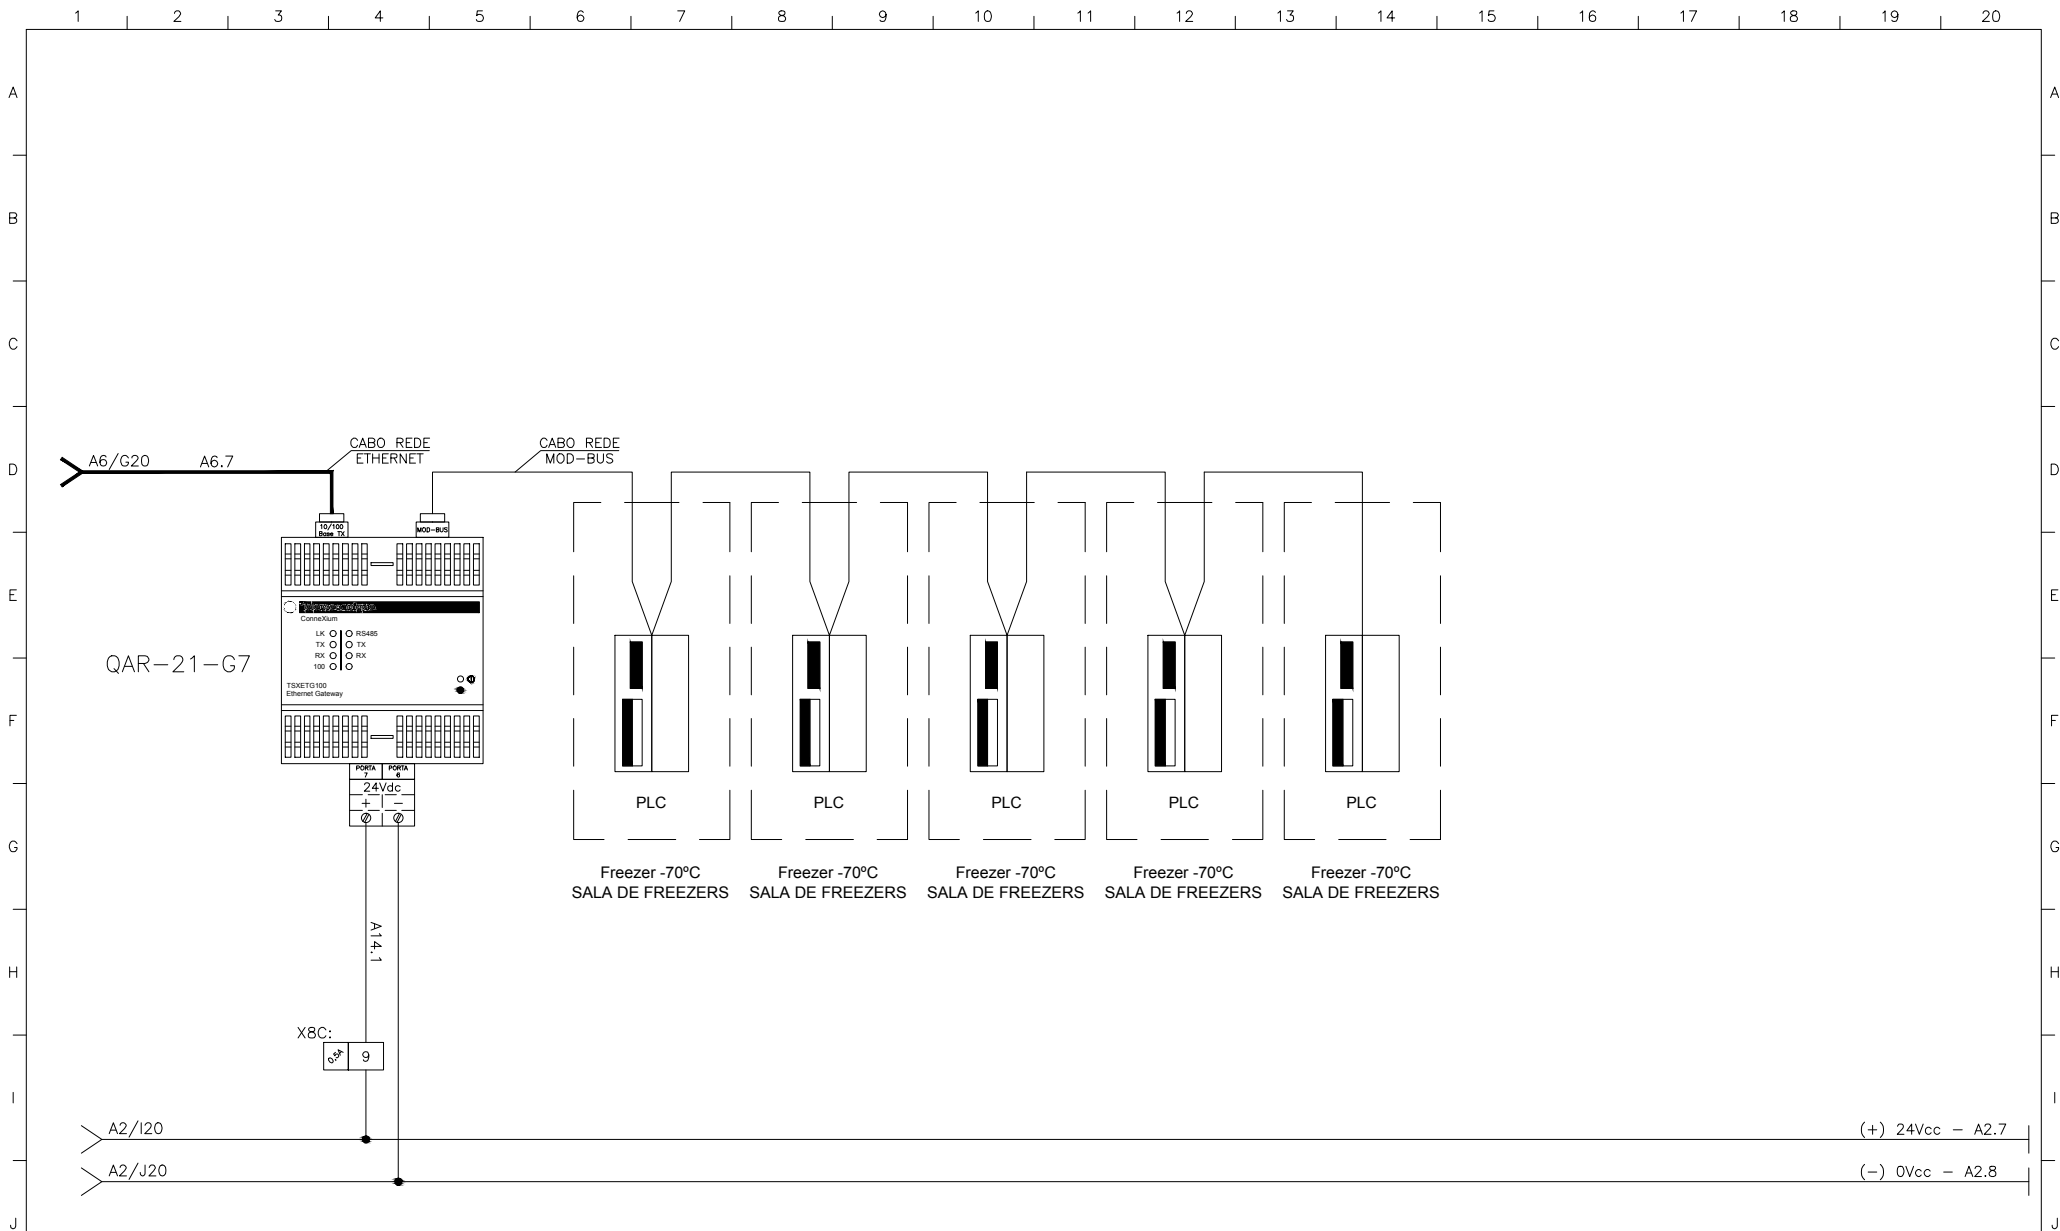 1 2 3 4 5 6 7 8 9 10 11 12 13 14 15 16 17 18 19 20
A A
B B
C C
D D
E E
F F
G G
H H
I I
J J
A6/G20 A6.7
CABO REDE
ETHERNET
CABO REDE
MOD-BUS
10/100
Base TX
MOD-BUS
Telemecanique
ConneXium
LK RS485
TX TX
RX RX
100
TSXETG100
Ethernet Gateway
QAR-21-G7
PORTA
7
PORTA
6
24Vdc
+ -
PLC PLC PLC PLC PLC
Freezer -70ºC
SALA DE FREEZERS
Freezer -70ºC
SALA DE FREEZERS
Freezer -70ºC
SALA DE FREEZERS
Freezer -70ºC
SALA DE FREEZERS
Freezer -70ºC
SALA DE FREEZERS
A14.1
X8C:
0,5A 9
A2/I20 (+) 24Vcc - A2.7
A2/J20 (-) 0Vcc - A2.8